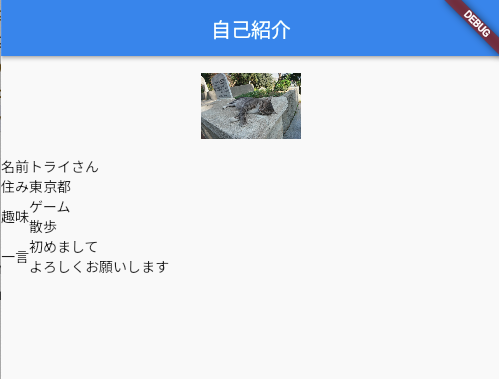 自己紹介
DEBUG
名前トライさん
住み東京都
趣味
ゲーム
散歩
一言
初めまして
よろしくお願いします